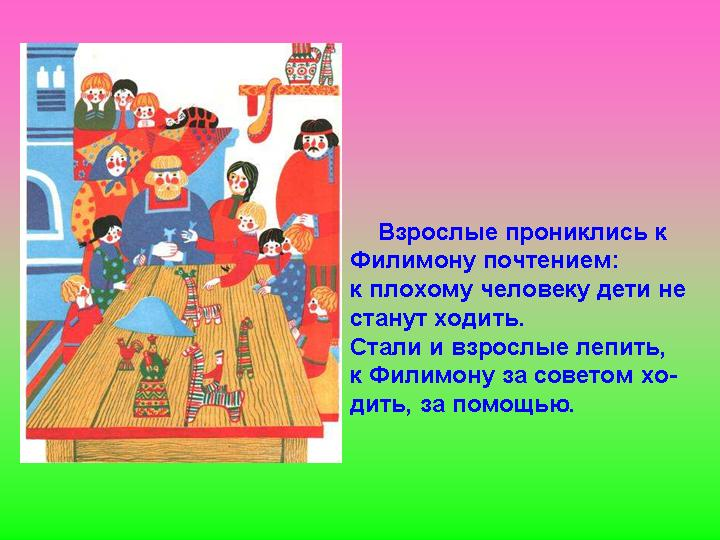 Взрослые прониклись к
Филимону почтением:
к плохому человеку дети не
станут ходить.
Стали и взрослые лепить,
к Филимону за советом хо-
дить, за помощью.